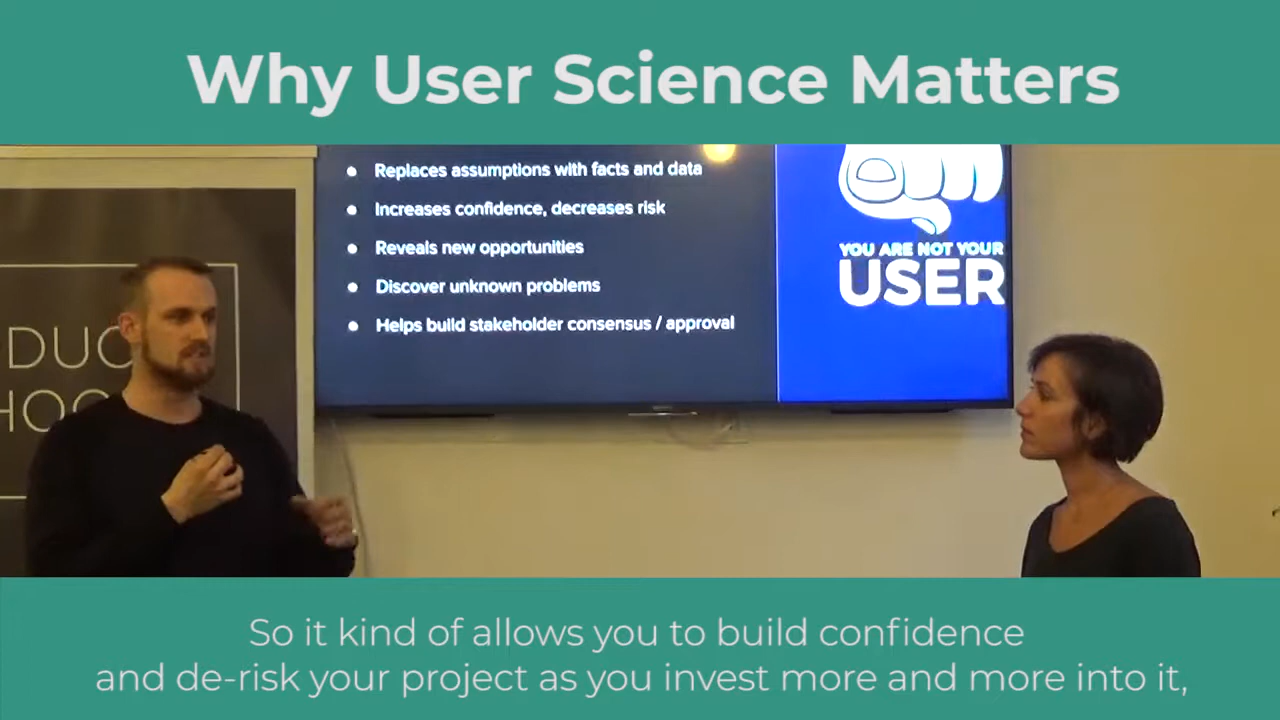 Why User Science Matters
Replaces assumptions with facts and data
Increases confidence, decreases risk
Reveals new opportunities
Discover unknown problems
Helps build stakeholder consensus / approval
YOU ARE NOT YOUR
USER
DUC
HOO
So it kind of allows you to build confidence
and de-risk your project as you invest more and more into it,